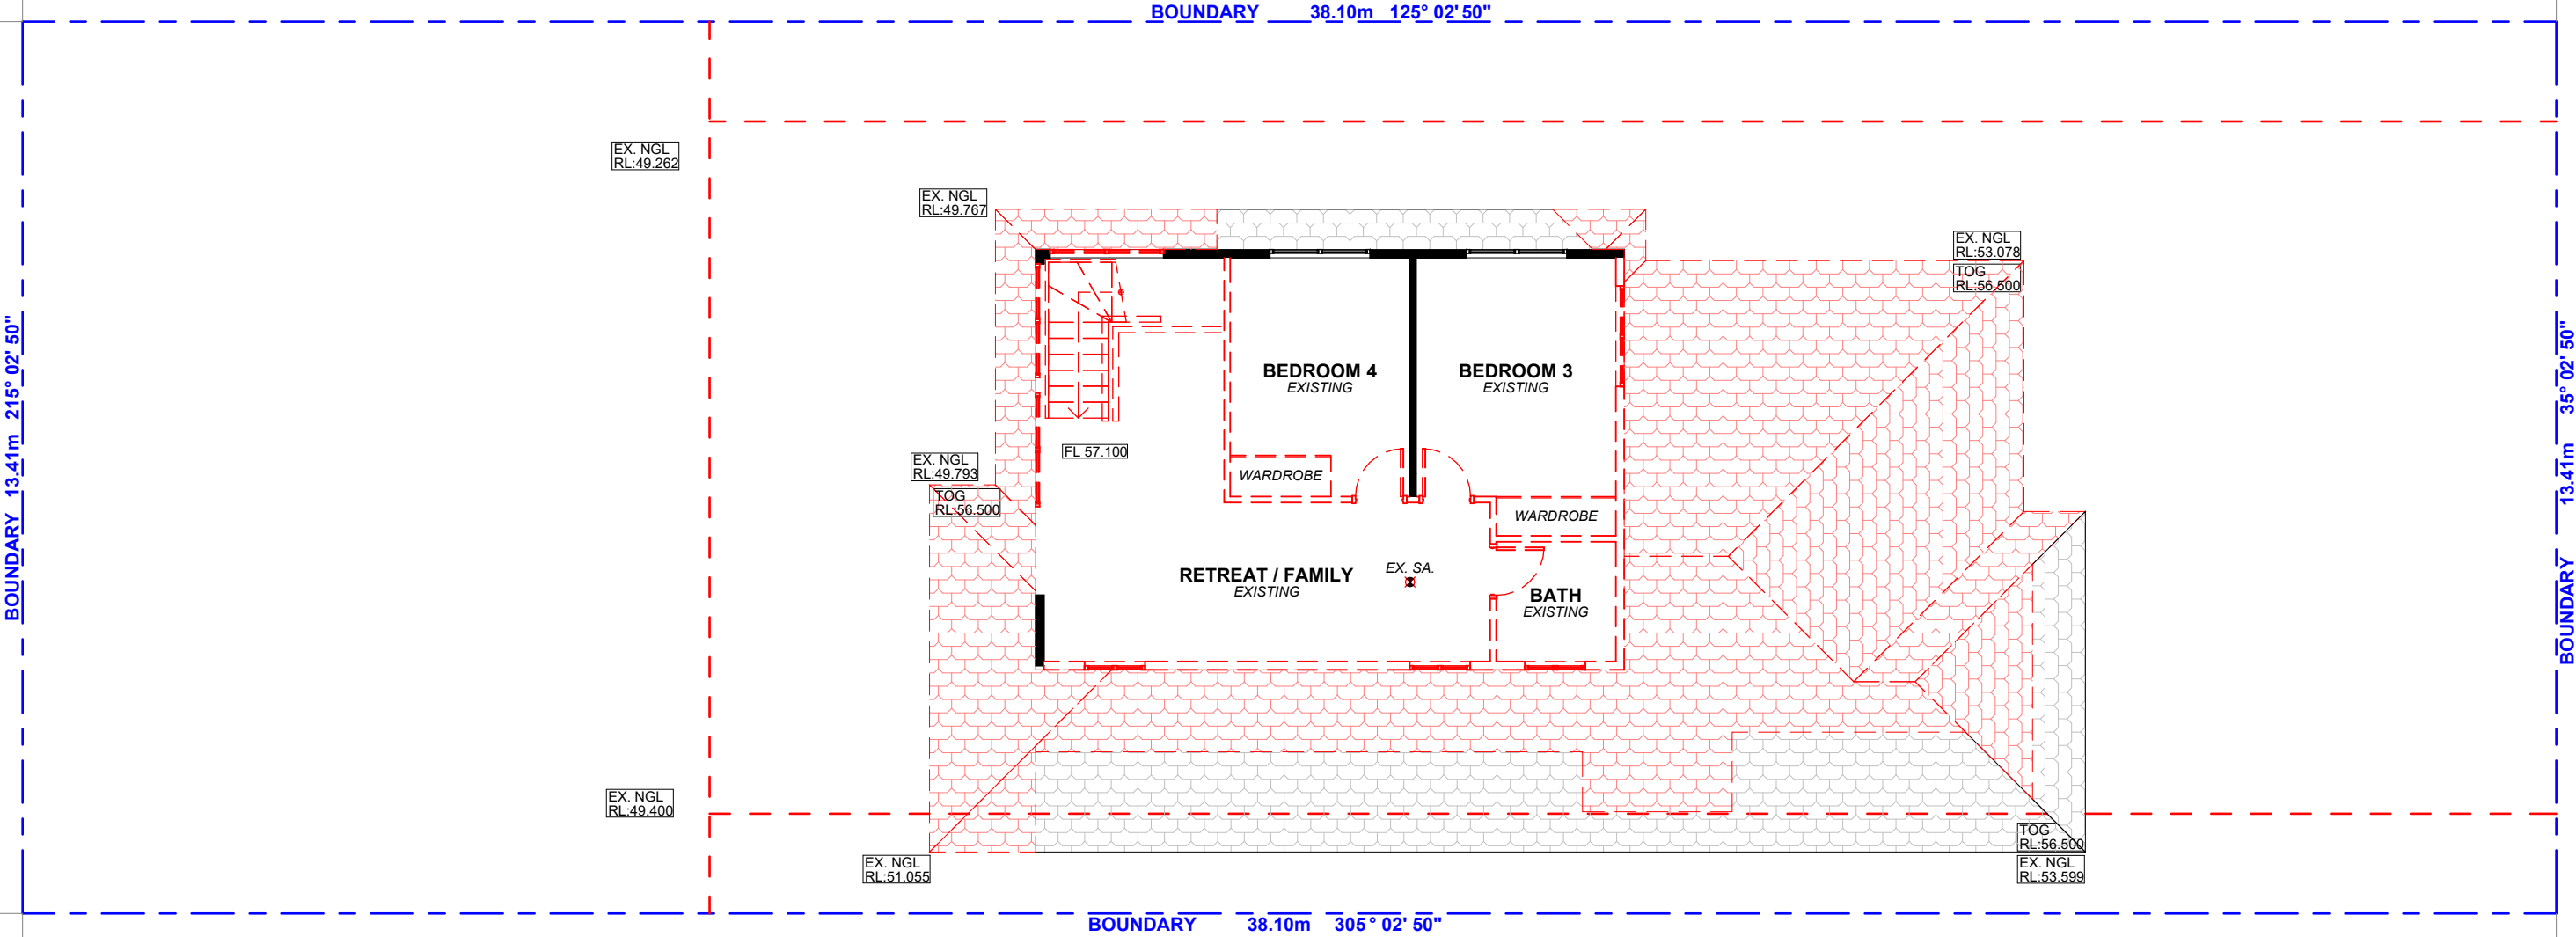 BOUNDARY 38.10m 125° 02' 50"
EX. NGL
RL:49.262
EX. NGL
RL:49.767
EX. NGL
RL:53.078
TOG
RL:56.500
BOUNDARY 13.41m 215° 02' 50"
BOUNDARY 13.41m 35° 02' 50"
BEDROOM 4
EXISTING
BEDROOM 3
EXISTING
FL 57.100
EX. NGL
RL:49.793
TOG
RL:56.500
WARDROBE
WARDROBE
RETREAT / FAMILY
EXISTING
EX. SA.
BATH
EXISTING
EX. NGL
RL:49.400
TOG
RL:56.500
EX. NGL
RL:51.055
EX. NGL
RL:53.599
BOUNDARY 38.10m 305° 02' 50"